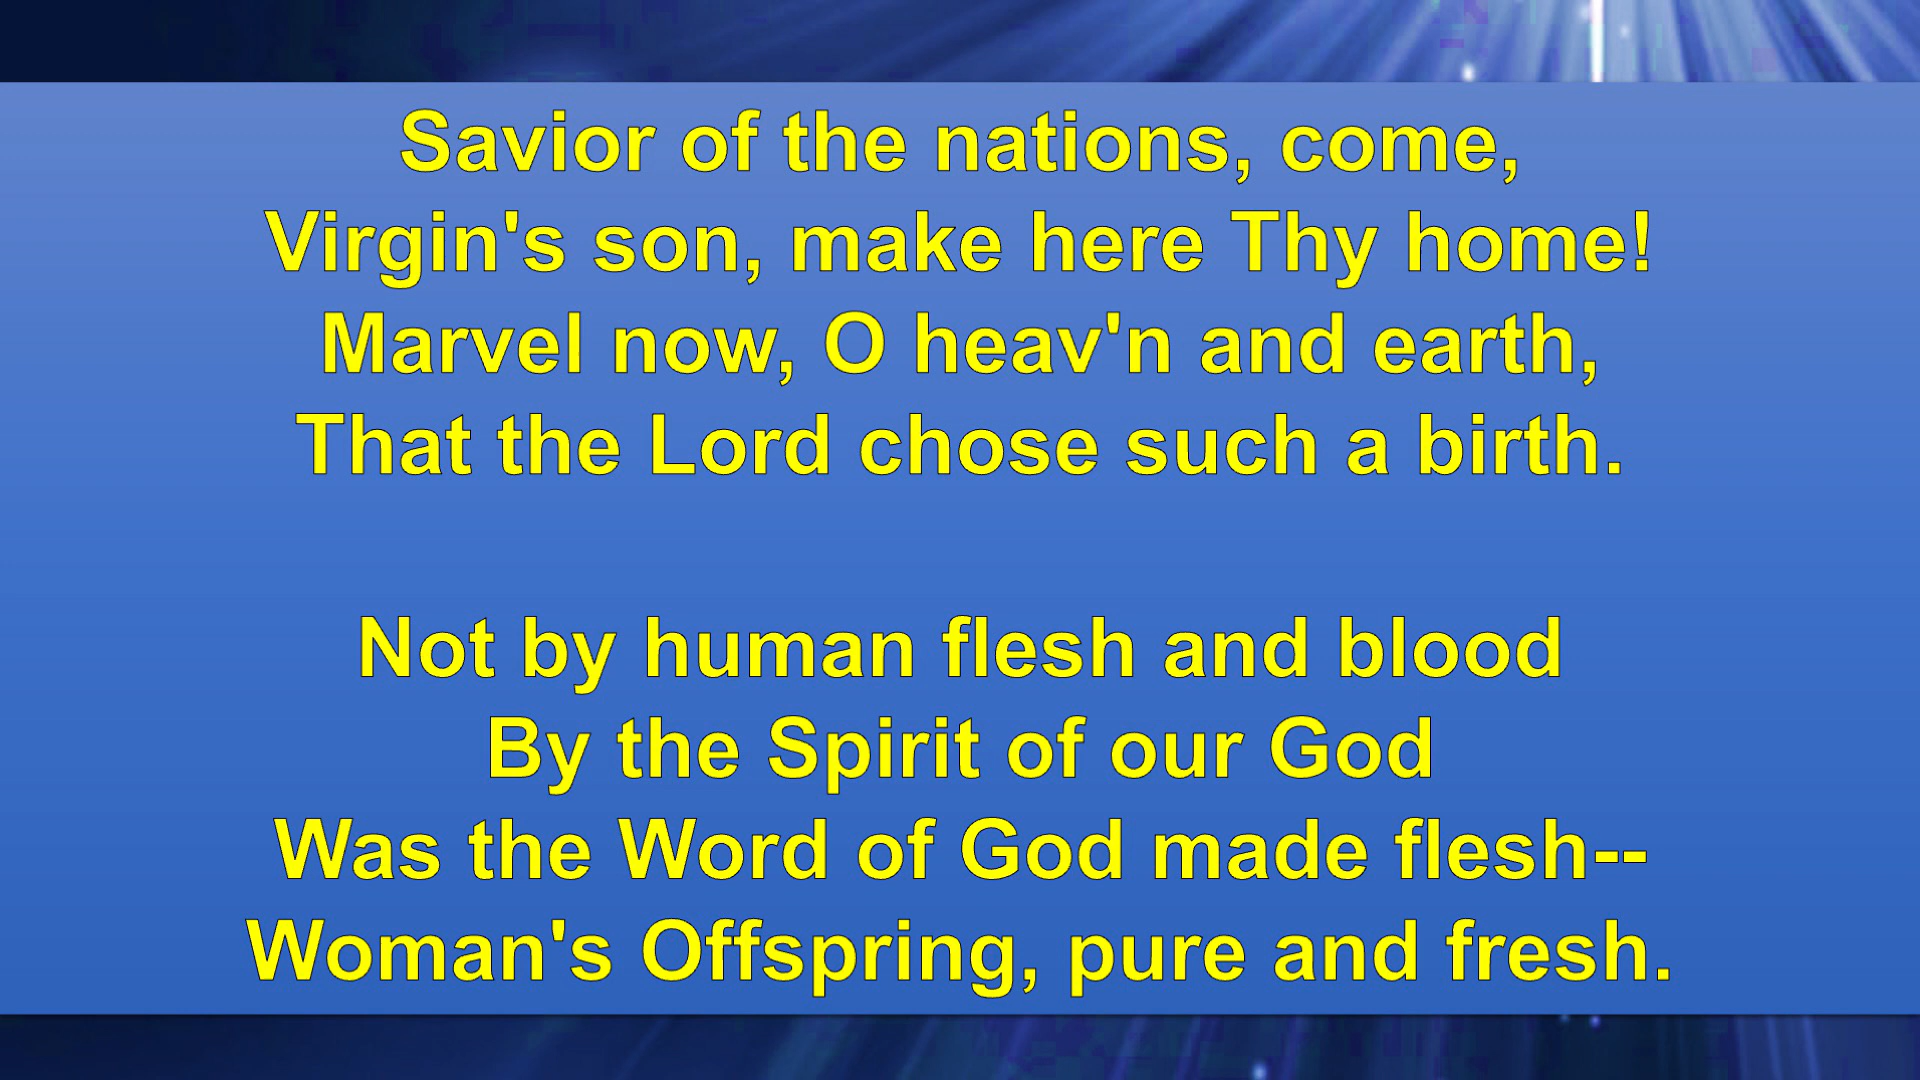 Savior of the nations, come,
Virgin's son, make here Thy home!
Marvel now, O heav'n and earth,
That the Lord chose such a birth.
Not by human flesh and blood
By the Spirit of our God
Was the Word of God made flesh--
Woman's Offspring, pure and fresh.